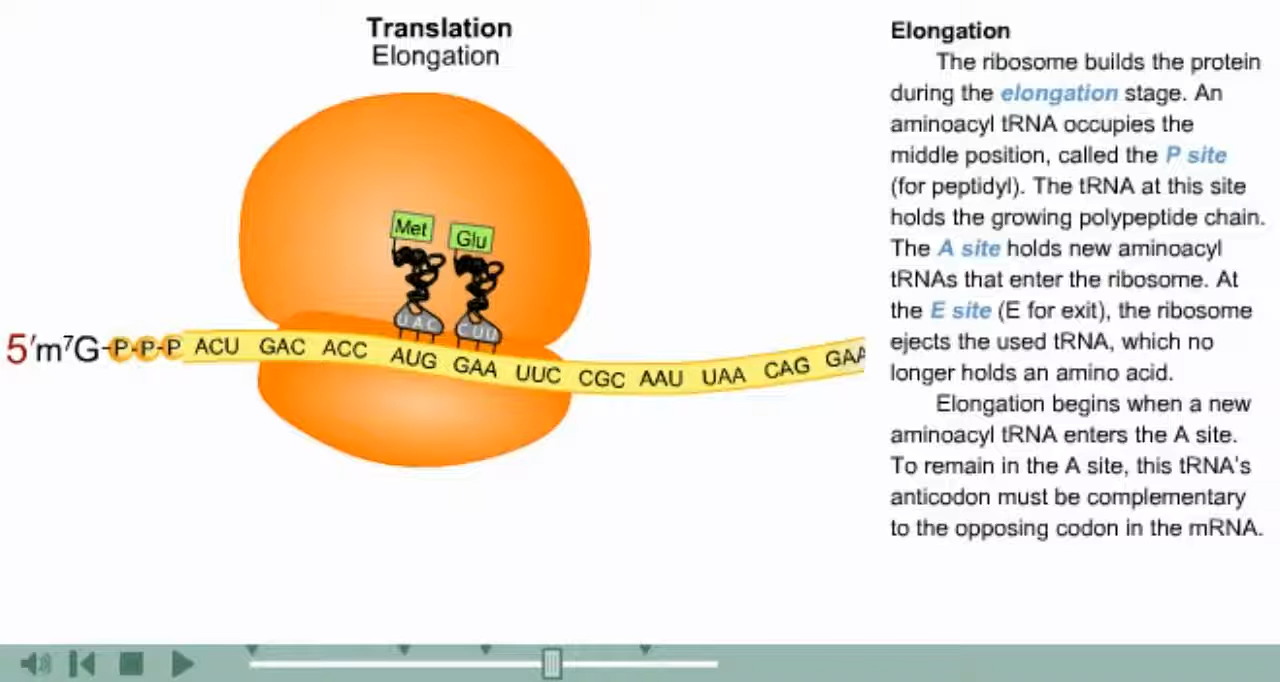 Translation
Elongation
Met
Glu
UAC
CUU
5′m⁷G-P-P-P ACU GAC ACC AUG GAA UUC CGC AAU UAA CAG GAA
Elongation
The ribosome builds the protein
during the elongation stage. An
aminoacyl tRNA occupies the
middle position, called the P site
(for peptidyl). The tRNA at this site
holds the growing polypeptide chain.
The A site holds new aminoacyl
tRNAs that enter the ribosome. At
the E site (E for exit), the ribosome
ejects the used tRNA, which no
longer holds an amino acid.
Elongation begins when a new
aminoacyl tRNA enters the A site.
To remain in the A site, this tRNA's
anticodon must be complementary
to the opposing codon in the mRNA.